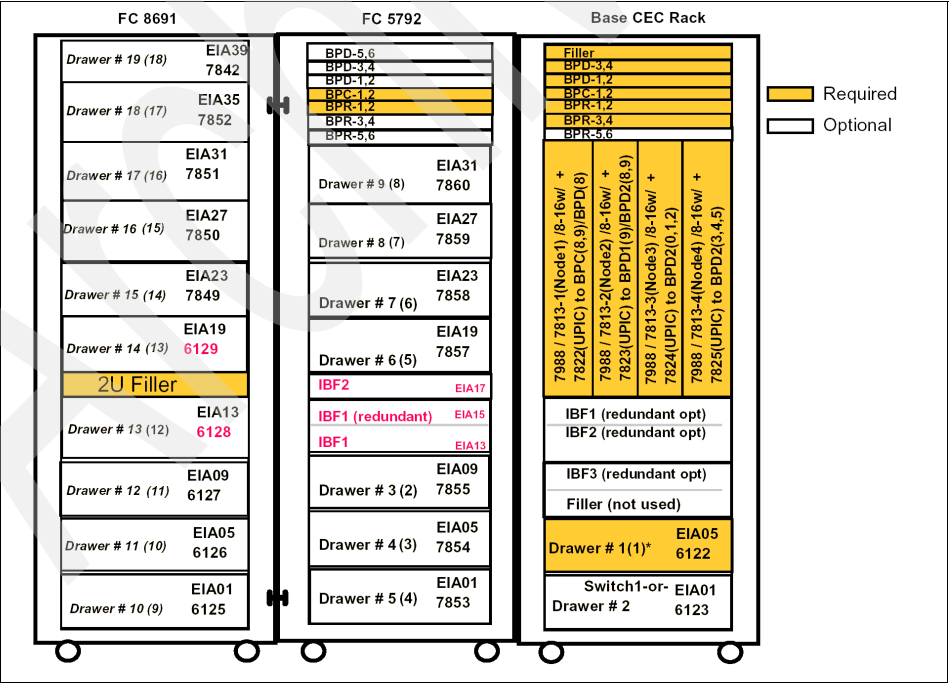 FC 8691
FC 5792
Base CEC Rack
Drawer # 19 (18)
EIA39
7842
Drawer # 18 (17)
EIA35
7852
Drawer # 17 (16)
EIA31
7851
Drawer # 16 (15)
EIA27
7850
Drawer # 15 (14)
EIA23
7849
Drawer # 14 (13)
EIA19
6129
2U Filler
Drawer # 13 (12)
EIA13
6128
Drawer # 12 (11)
EIA09
6127
Drawer # 11 (10)
EIA05
6126
Drawer # 10 (9)
EIA01
6125
BPD-5,6
BPD-3,4
BPD-1,2
BPC-1,2
BPR-1,2
BPR-3,4
BPR-5,6
Drawer # 9 (8)
EIA31
7860
Drawer # 8 (7)
EIA27
7859
Drawer # 7 (6)
EIA23
7858
Drawer # 6 (5)
EIA19
7857
IBF2
EIA17
IBF1 (redundant)
EIA15
IBF1
EIA13
Drawer # 3 (2)
EIA09
7855
Drawer # 4 (3)
EIA05
7854
Drawer # 5 (4)
EIA01
7853
Filler
BPD-3,4
BPD-1,2
BPC-1,2
BPR-1,2
BPR-3,4
BPR-5,6
7988 / 7813-1(Node1) /8-16w/ +
7822(UPIC) to BPC(8,9)/BPD(8)
7988 / 7813-2(Node2) /8-16w/ +
7823(UPIC) to BPD1(9)/BPD2(8,9)
7988 / 7813-3(Node3) /8-16w/ +
7824(UPIC) to BPD2(0,1,2)
7988 / 7813-4(Node4) /8-16w/ +
7825(UPIC) to BPD2(3,4,5)
IBF1 (redundant opt)
IBF2 (redundant opt)
IBF3 (redundant opt)
Filler (not used)
Drawer # 1(1)*
EIA05
6122
Switch1-or-
Drawer # 2
EIA01
6123
Required
Optional